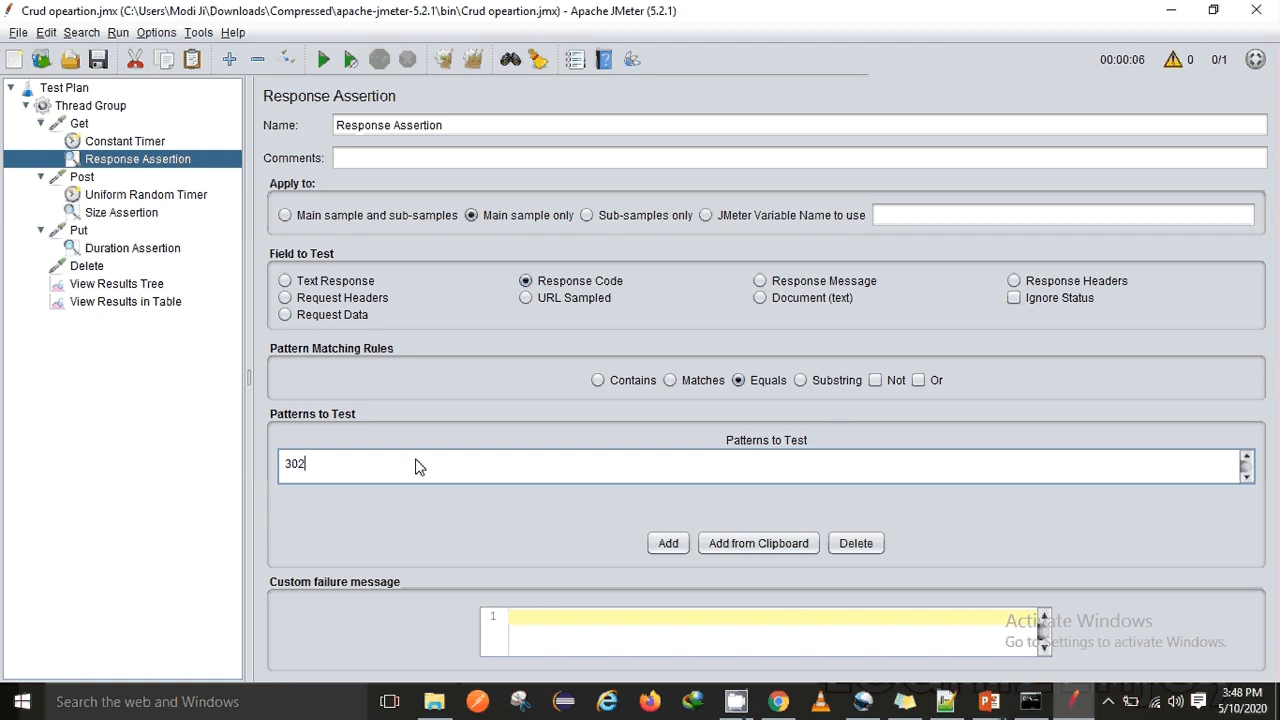 Crud opeartion.jmx (C:\Users\Modi Ji\Downloads\Compressed\apache-jmeter-5.2.1\bin\Crud opeartion.jmx) - Apache JMeter (5.2.1)
File Edit Search Run Options Tools Help
00:00:06 0 0/1
Test Plan
Thread Group
Get
Constant Timer
Response Assertion
Post
Uniform Random Timer
Size Assertion
Put
Duration Assertion
Delete
View Results Tree
View Results in Table
Response Assertion
Name: Response Assertion
Comments:
Apply to:
Main sample and sub-samples Main sample only Sub-samples only JMeter Variable Name to use
Field to Test
Text Response Response Code Response Message Response Headers
Request Headers URL Sampled Document (text) Ignore Status
Request Data
Pattern Matching Rules
Contains Matches Equals Substring Not Or
Patterns to Test
Patterns to Test
302
Add Add from Clipboard Delete
Custom failure message
1
Activate Windows
Go to Settings to activate Windows.
Search the web and Windows
3:48 PM
5/10/2020